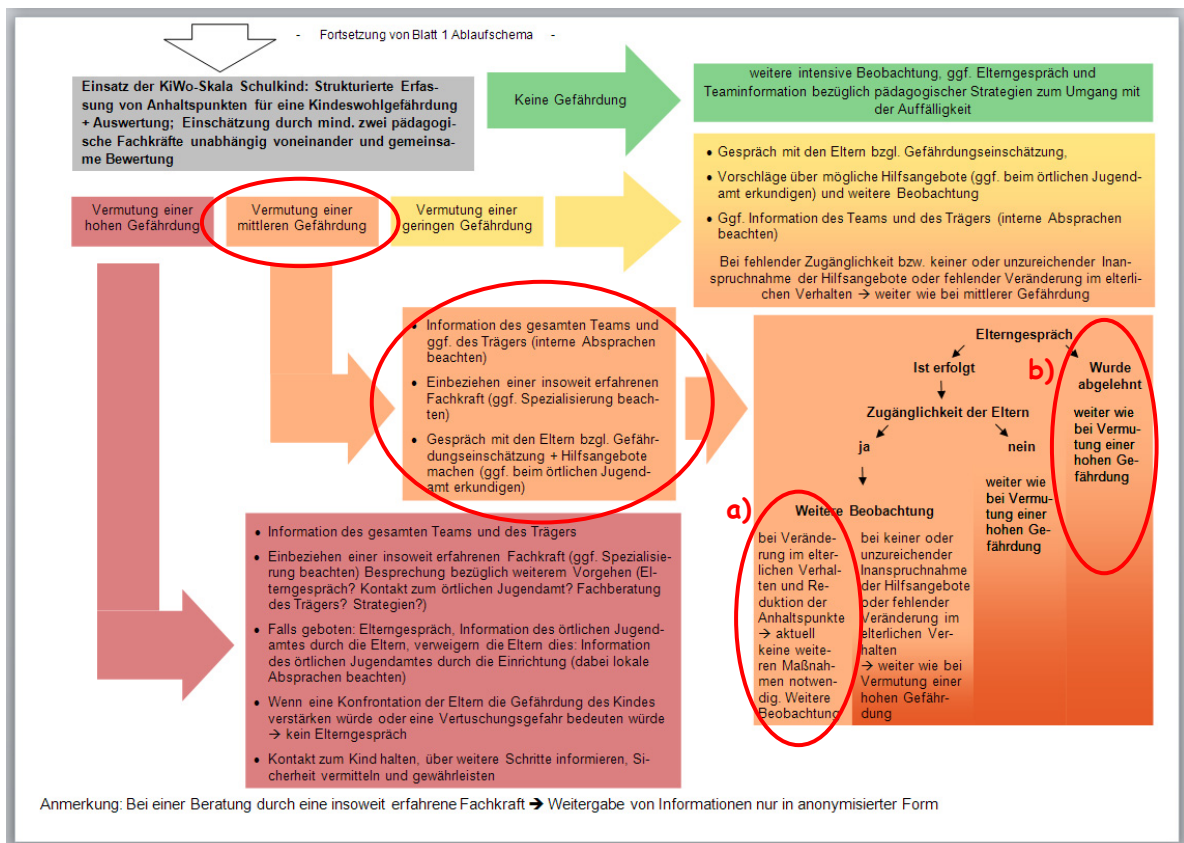 - Fortsetzung von Blatt 1 Ablaufschema -
Einsatz der KiWo-Skala Schulkind: Strukturierte Erfas-
sung von Anhaltspunkten für eine Kindeswohlgefährdung
+ Auswertung; Einschätzung durch mind. zwei pädagogi-
sche Fachkräfte unabhängig voneinander und gemeinsa-
me Bewertung
Keine Gefährdung
weitere intensive Beobachtung, ggf. Elterngespräch und
Teaminformation bezüglich pädagogischer Strategien zum Umgang mit
der Auffälligkeit
Vermutung einer
hohen Gefährdung
Vermutung einer
mittleren Gefährdung
Vermutung einer
geringen Gefährdung
• Gespräch mit den Eltern bzgl. Gefährdungseinschätzung,
• Vorschläge über mögliche Hilfsangebote (ggf. beim örtlichen Jugend-
amt erkundigen) und weitere Beobachtung
• Ggf. Information des Teams und des Trägers (interne Absprachen
beachten)
Bei fehlender Zugänglichkeit bzw. keiner oder unzureichender Inan-
spruchnahme der Hilfsangebote oder fehlender Veränderung im elterli-
chen Verhalten → weiter wie bei mittlerer Gefährdung
• Information des gesamten Teams und
ggf. des Trägers (interne Absprachen
beachten)
• Einbeziehen einer insoweit erfahrenen
Fachkraft (ggf. Spezialisierung beach-
ten)
• Gespräch mit den Eltern bzgl. Gefähr-
dungseinschätzung + Hilfsangebote
machen (ggf. beim örtlichen Jugend-
amt erkundigen)
Elterngespräch
Ist erfolgt
b)
Wurde
abgelehnt
weiter wie
bei Vermu-
tung einer
hohen Ge-
fährdung
Zugänglichkeit der Eltern
ja
nein
weiter wie
bei Vermu-
tung einer
hohen Ge-
fährdung
a)
Weitere Beobachtung
bei Verände-
rung im elter-
lichen Verhal-
ten und Re-
duktion der
Anhaltspunkte
→ aktuell
keine weite-
ren Maßnah-
men notwen-
dig. Weitere
Beobachtung
bei keiner oder
unzureichender
Inanspruchnahme
der Hilfsangebote
oder fehlender
Veränderung im
elterlichen Ver-
halten
→ weiter wie bei
Vermutung einer
hohen Gefähr-
dung
• Information des gesamten Teams und des Trägers
• Einbeziehen einer insoweit erfahrenen Fachkraft (ggf. Spezialisie-
rung beachten) Besprechung bezüglich weiterem Vorgehen (El-
terngespräch? Kontakt zum örtlichen Jugendamt? Fachberatung
des Trägers? Strategien?)
• Falls geboten: Elterngespräch, Information des örtlichen Jugend-
amtes durch die Eltern, verweigern die Eltern dies: Information
des örtlichen Jugendamtes durch die Einrichtung (dabei lokale
Absprachen beachten)
• Wenn eine Konfrontation der Eltern die Gefährdung des Kindes
verstärken würde oder eine Vertuschungsgefahr bedeuten würde
→ kein Elterngespräch
• Kontakt zum Kind halten, über weitere Schritte informieren, Si-
cherheit vermitteln und gewährleisten
Anmerkung: Bei einer Beratung durch eine insoweit erfahrene Fachkraft ➔ Weitergabe von Informationen nur in anonymisierter Form